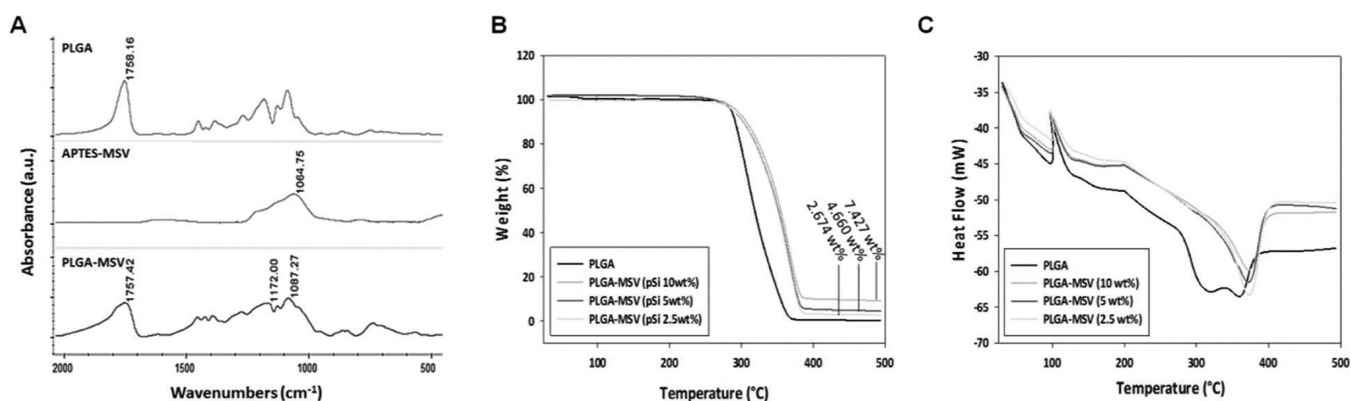 A
PLGA
1758.16
APTES-MSV
1064.75
PLGA-MSV
1757.42
1172.00
1087.27
Absorbance (a.u.)
2000
1500
1000
500
Wavenumbers (cm⁻¹)
B
120
100
80
60
40
20
0
Weight (%)
2.674 wt%
4.660 wt%
7.427 wt%
PLGA
PLGA-MSV (pSi 10wt%)
PLGA-MSV (pSi 5wt%)
PLGA-MSV (pSi 2.5wt%)
100
200
300
400
500
Temperature (°C)
C
-30
-35
-40
-45
-50
-55
-60
-65
-70
Heat Flow (mW)
PLGA
PLGA-MSV (10 wt%)
PLGA-MSV (5 wt%)
PLGA-MSV (2.5 wt%)
100
200
300
400
500
Temperature (°C)